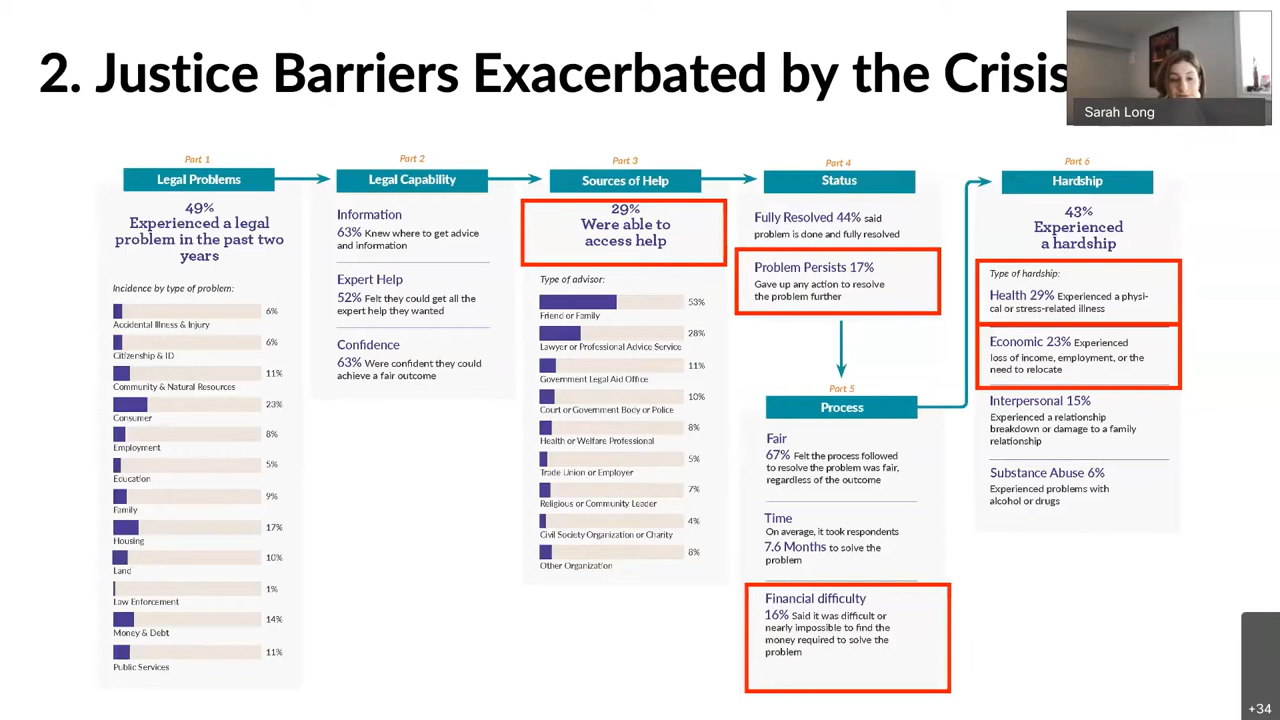 2. Justice Barriers Exacerbated by the Crisis
Sarah Long
Part 1
Legal Problems
49%
Experienced a legal
problem in the past two
years
Incidence by type of problem:
6%
Accidental Illness & Injury
6%
Citizenship & ID
11%
Community & Natural Resources
23%
Consumer
8%
Employment
5%
Education
9%
Family
17%
Housing
10%
Land
1%
Law Enforcement
14%
Money & Debt
11%
Public Services
Part 2
Legal Capability
Information
63% Knew where to get advice
and information
Expert Help
52% Felt they could get all the
expert help they wanted
Confidence
63% Were confident they could
achieve a fair outcome
Part 3
Sources of Help
29%
Were able to
access help
Type of advisor:
53%
Friend or Family
28%
Lawyer or Professional Advice Service
11%
Government Legal Aid Office
10%
Court or Government Body or Police
8%
Health or Welfare Professional
5%
Trade Union or Employer
7%
Religious or Community Leader
4%
Civil Society Organization or Charity
8%
Other Organization
Part 4
Status
Fully Resolved 44% said
problem is done and fully resolved
Problem Persists 17%
Gave up any action to resolve
the problem further
Part 5
Process
Fair
67% Felt the process followed
to resolve the problem was fair,
regardless of the outcome
Time
On average, it took respondents
7.6 Months to solve the
problem
Financial difficulty
16% Said it was difficult or
nearly impossible to find the
money required to solve the
problem
Part 6
Hardship
43%
Experienced
a hardship
Type of hardship:
Health 29% Experienced a physi-
cal or stress-related illness
Economic 23% Experienced
loss of income, employment, or the
need to relocate
Interpersonal 15%
Experienced a relationship
breakdown or damage to a family
relationship
Substance Abuse 6%
Experienced problems with
alcohol or drugs
+34